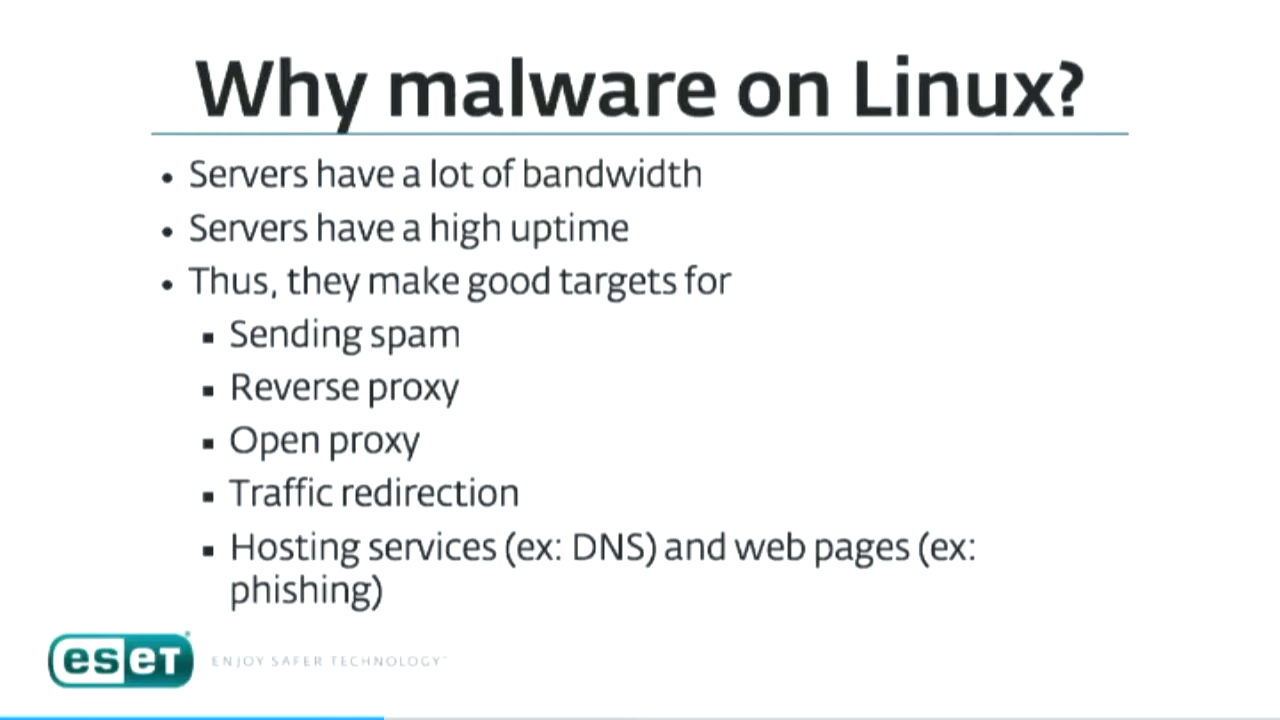 Why malware on Linux?
• Servers have a lot of bandwidth
• Servers have a high uptime
• Thus, they make good targets for
▪ Sending spam
▪ Reverse proxy
▪ Open proxy
▪ Traffic redirection
▪ Hosting services (ex: DNS) and web pages (ex:
phishing)
eset ENJOY SAFER TECHNOLOGY™